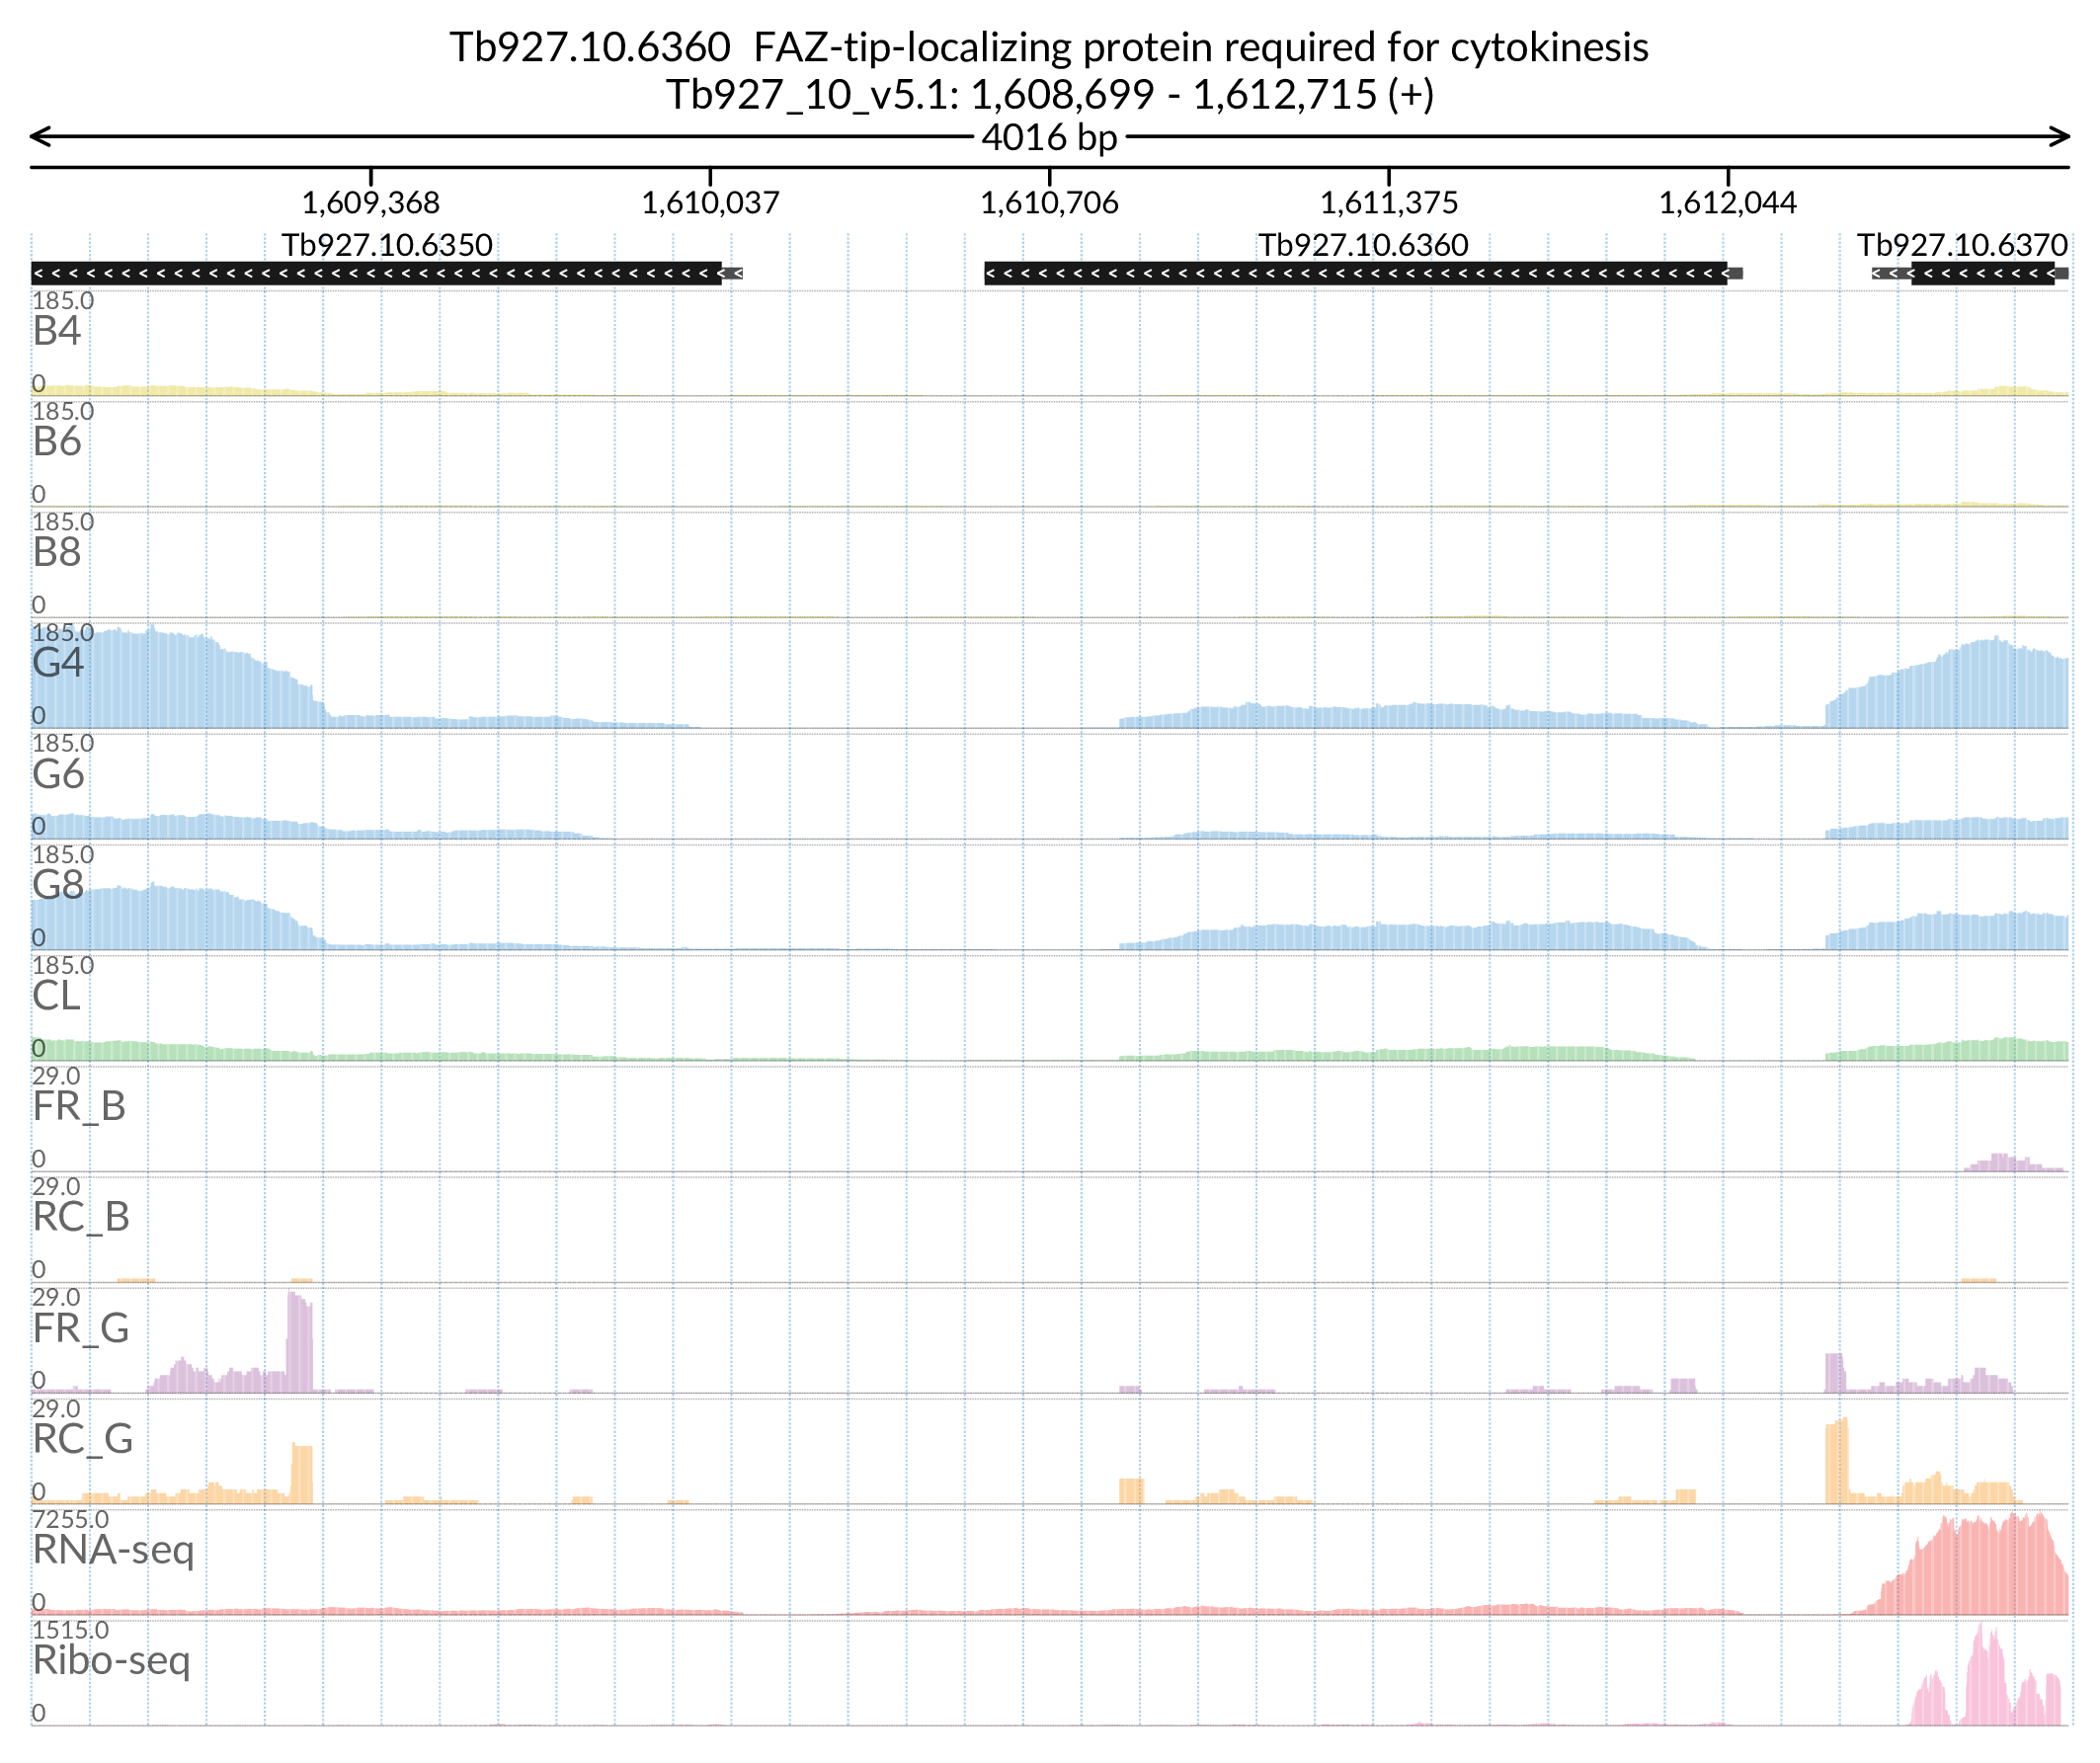 Tb927.10.6360 FAZ-tip-localizing protein required for cytokinesis
Tb927_10_v5.1: 1,608,699 - 1,612,715 (+)
4016 bp
1,609,368 1,610,037 1,610,706 1,611,375 1,612,044
Tb927.10.6350 Tb927.10.6360 Tb927.10.6370
185.0
B4
0
185.0
B6
0
185.0
B8
0
185.0
G4
0
185.0
G6
0
185.0
G8
0
185.0
CL
0
29.0
FR_B
0
29.0
RC_B
0
29.0
FR_G
0
29.0
RC_G
0
7255.0
RNA-seq
0
1515.0
Ribo-seq
0